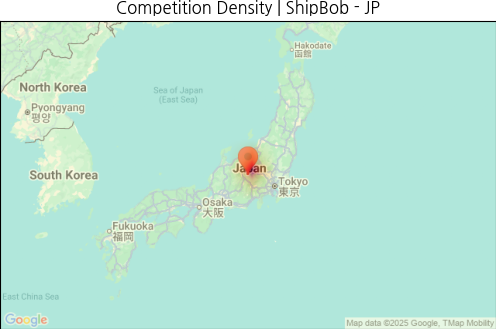 Competition Density | ShipBob - JP
Hakodate
函館
North Korea
Sea of Japan
(East Sea)
Pyongyang
평양
Japan
South Korea
Tokyo
東京
Osaka
大阪
Fukuoka
福岡
East China Sea
Google
Map data ©2025 Google, TMap Mobility